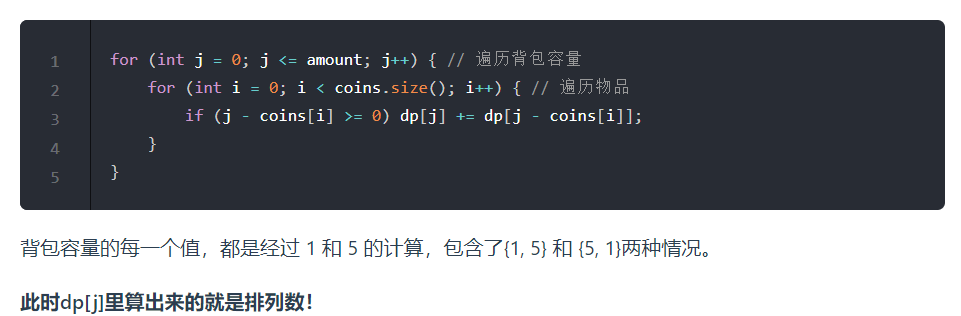 1 for (int j = 0; j <= amount; j++) { // 遍历背包容量
2 for (int i = 0; i < coins.size(); i++) { // 遍历物品
3 if (j - coins[i] >= 0) dp[j] += dp[j - coins[i]];
4 }
5 }
背包容量的每一个值，都是经过 1 和 5 的计算，包含了{1, 5} 和 {5, 1}两种情况。
此时dp[j]里算出来的就是排列数！